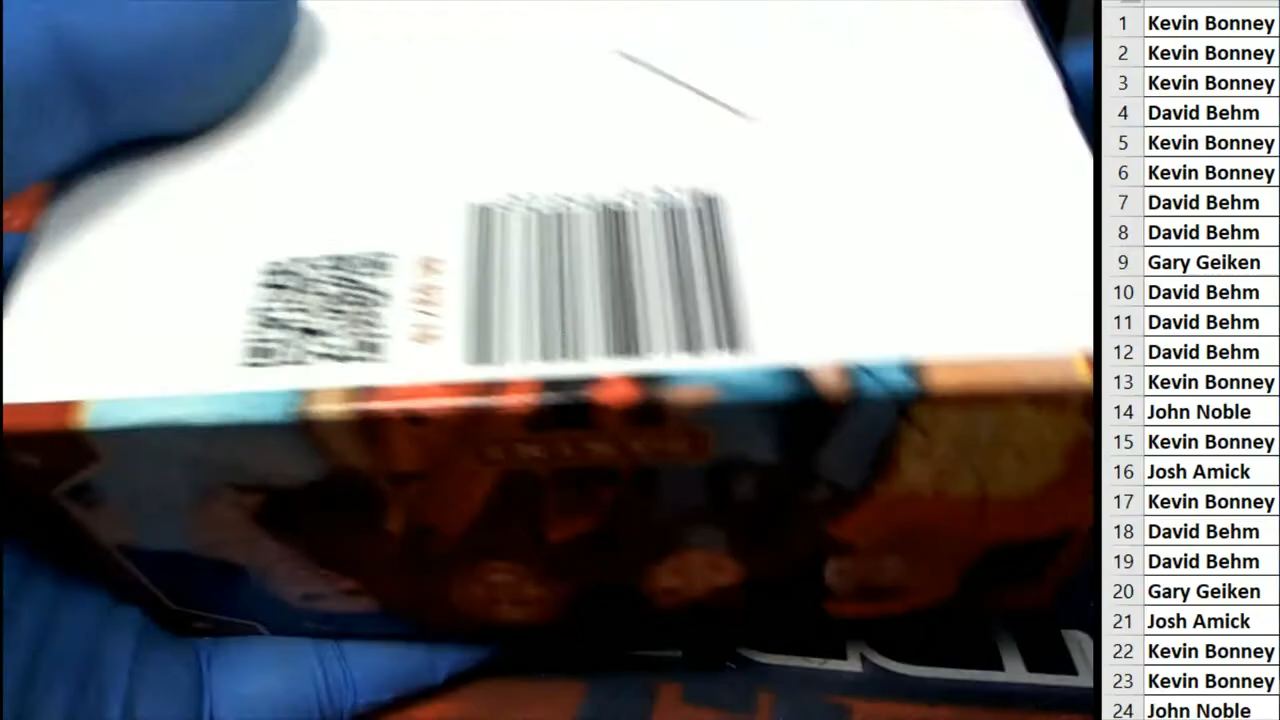 1 Kevin Bonney
2 Kevin Bonney
3 Kevin Bonney
4 David Behm
5 Kevin Bonney
6 Kevin Bonney
7 David Behm
8 David Behm
9 Gary Geiken
10 David Behm
11 David Behm
12 David Behm
13 Kevin Bonney
14 John Noble
15 Kevin Bonney
16 Josh Amick
17 Kevin Bonney
18 David Behm
19 David Behm
20 Gary Geiken
21 Josh Amick
22 Kevin Bonney
23 Kevin Bonney
24 John Noble